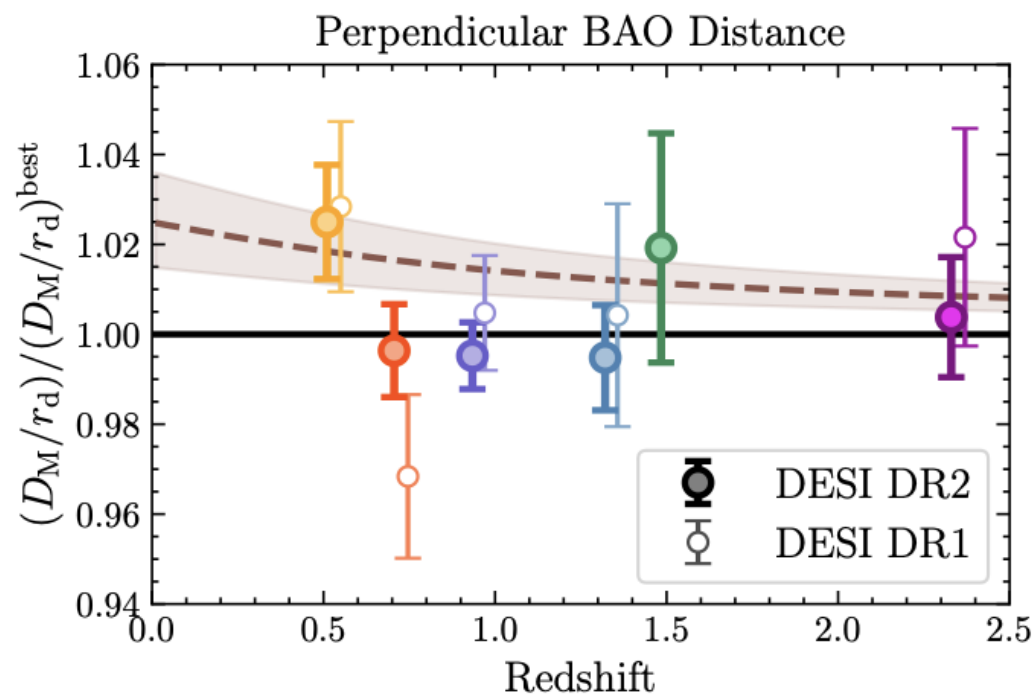 Perpendicular BAO Distance
(D_M/r_d)/(D_M/r_d)^best
1.06
1.04
1.02
1.00
0.98
0.96
0.94
DESI DR2
DESI DR1
0.0 0.5 1.0 1.5 2.0 2.5
Redshift